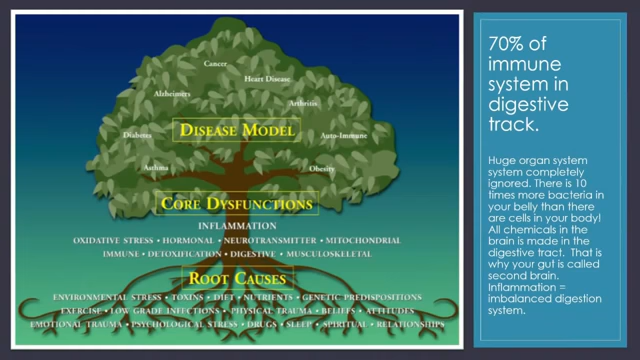 Cancer
Heart Disease
Alzheimers
Arthritis
Diabetes
DISEASE MODEL
Auto-Immune
Asthma
Obesity
CORE DYSFUNCTIONS
INFLAMMATION
OXIDATIVE STRESS • HORMONAL • NEUROTRANSMITTER • MITOCHONDRIAL
IMMUNE • DETOXIFICATION • DIGESTIVE • MUSCULOSKELETAL
ROOT CAUSES
ENVIRONMENTAL STRESS • TOXINS • DIET • NUTRIENTS • GENETIC PREDISPOSITIONS
EXERCISE • LOW GRADE INFECTIONS • PHYSICAL TRAUMA • BELIEFS • ATTITUDES
EMOTIONAL TRAUMA • PSYCHOLOGICAL STRESS • DRUGS • SLEEP • SPIRITUAL • RELATIONSHIPS
70% of
immune
system in
digestive
track.
Huge organ system
system completely
ignored. There is 10
times more bacteria in
your belly than there
are cells in your body!
All chemicals in the
brain is made in the
digestive tract.  That is
why your gut is called
second brain.
Inflammation =
imbalanced digestion
system.